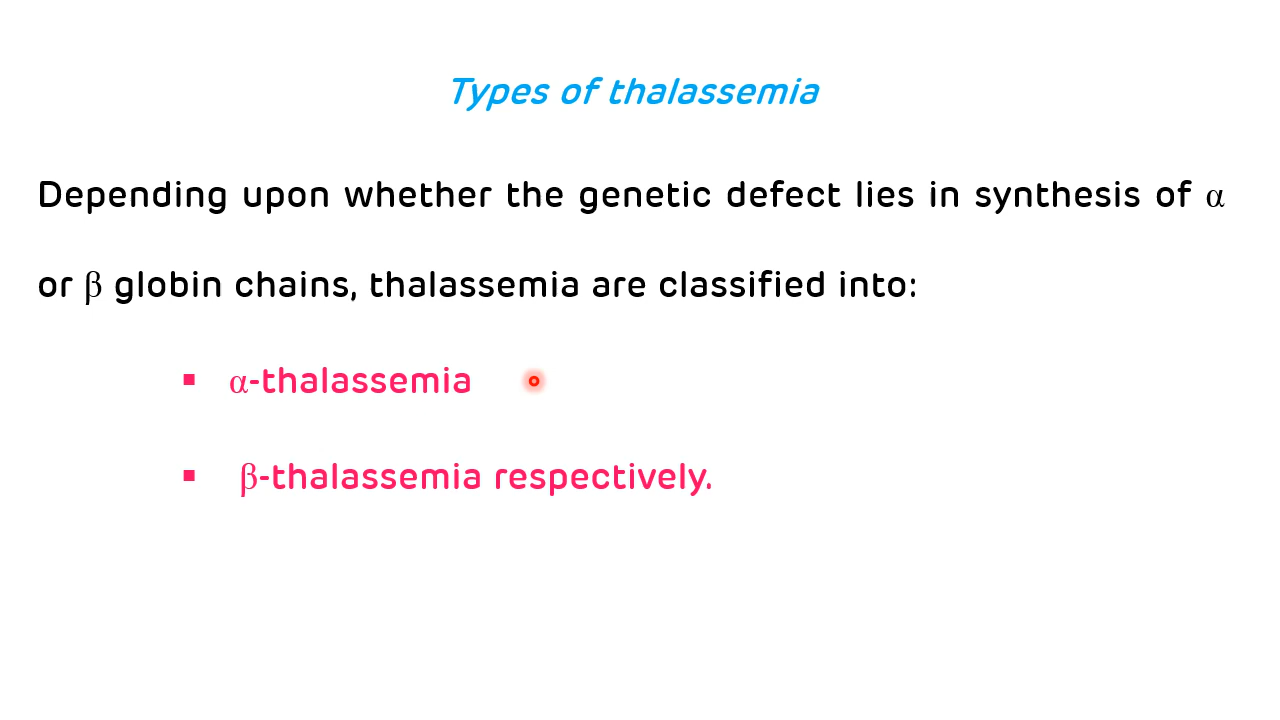 Types of thalassemia
Depending upon whether the genetic defect lies in synthesis of α
or β globin chains, thalassemia are classified into:
▪ α-thalassemia
▪ β-thalassemia respectively.